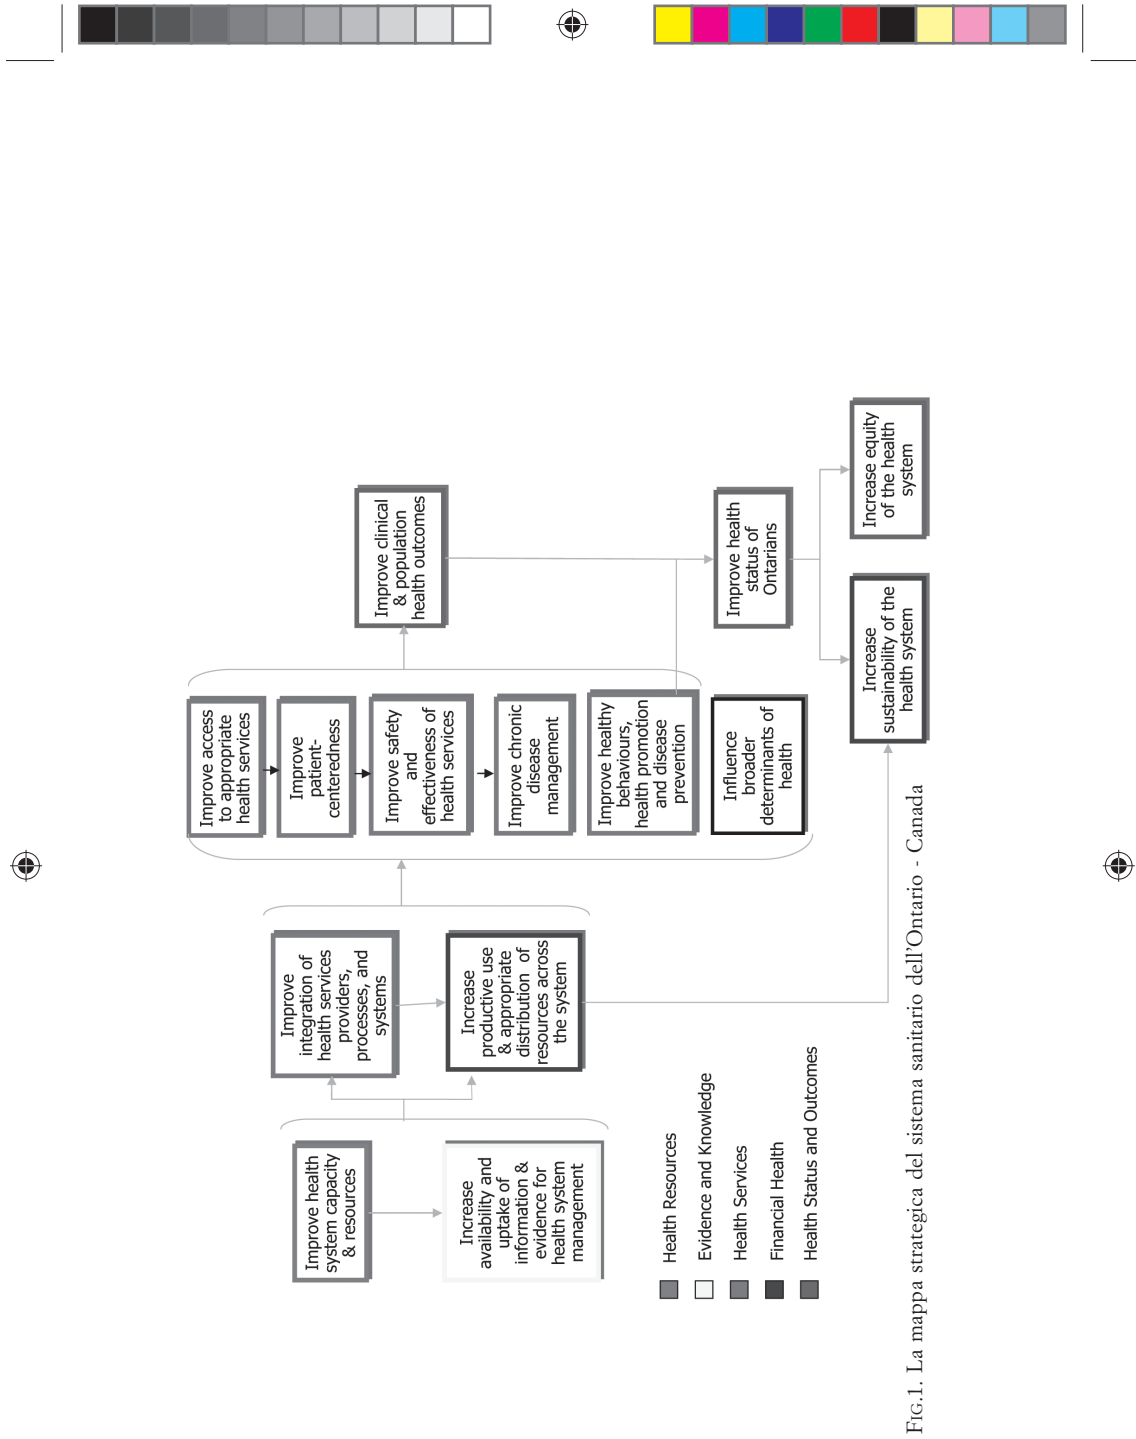 Improve health
system capacity
& resources
Increase
availability and
uptake of
information &
evidence for
health system
management
Improve
integration of
health services
providers,
processes, and
systems
Increase
productive use
& appropriate
distribution of
resources across
the system
Improve access
to appropriate
health services
Improve
patient-
centeredness
Improve safety
and
effectiveness of
health services
Improve chronic
disease
management
Improve healthy
behaviours,
health promotion
and disease
prevention
Influence
broader
determinants of
health
Improve clinical
& population
health outcomes
Improve health
status of
Ontarians
Increase
sustainability of the
health system
Increase equity
of the health
system
Health Resources
Evidence and Knowledge
Health Services
Financial Health
Health Status and Outcomes
FIG.1. La mappa strategica del sistema sanitario dell'Ontario - Canada